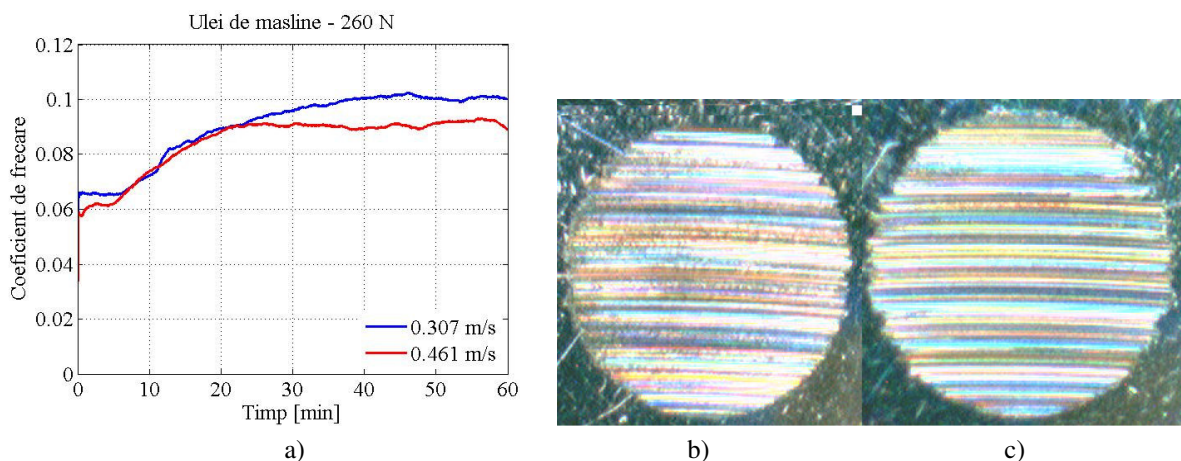 Ulei de masline - 260 N
0.12
0.1
0.08
0.06
0.04
0.02
0
Coeficient de frecare
0.307 m/s
0.461 m/s
0 10 20 30 40 50 60
Timp [min]
a) b) c)